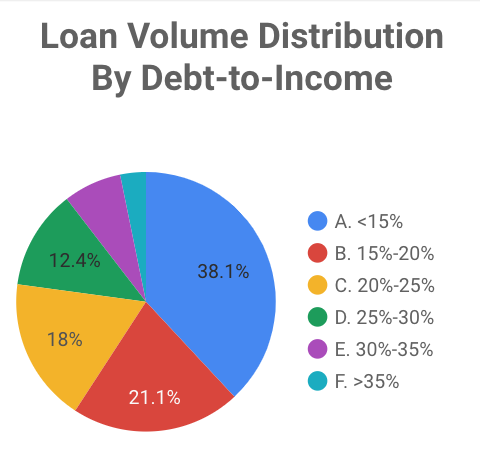 Loan Volume Distribution
By Debt-to-Income
38.1%
21.1%
18%
12.4%
A. <15%
B. 15%-20%
C. 20%-25%
D. 25%-30%
E. 30%-35%
F. >35%